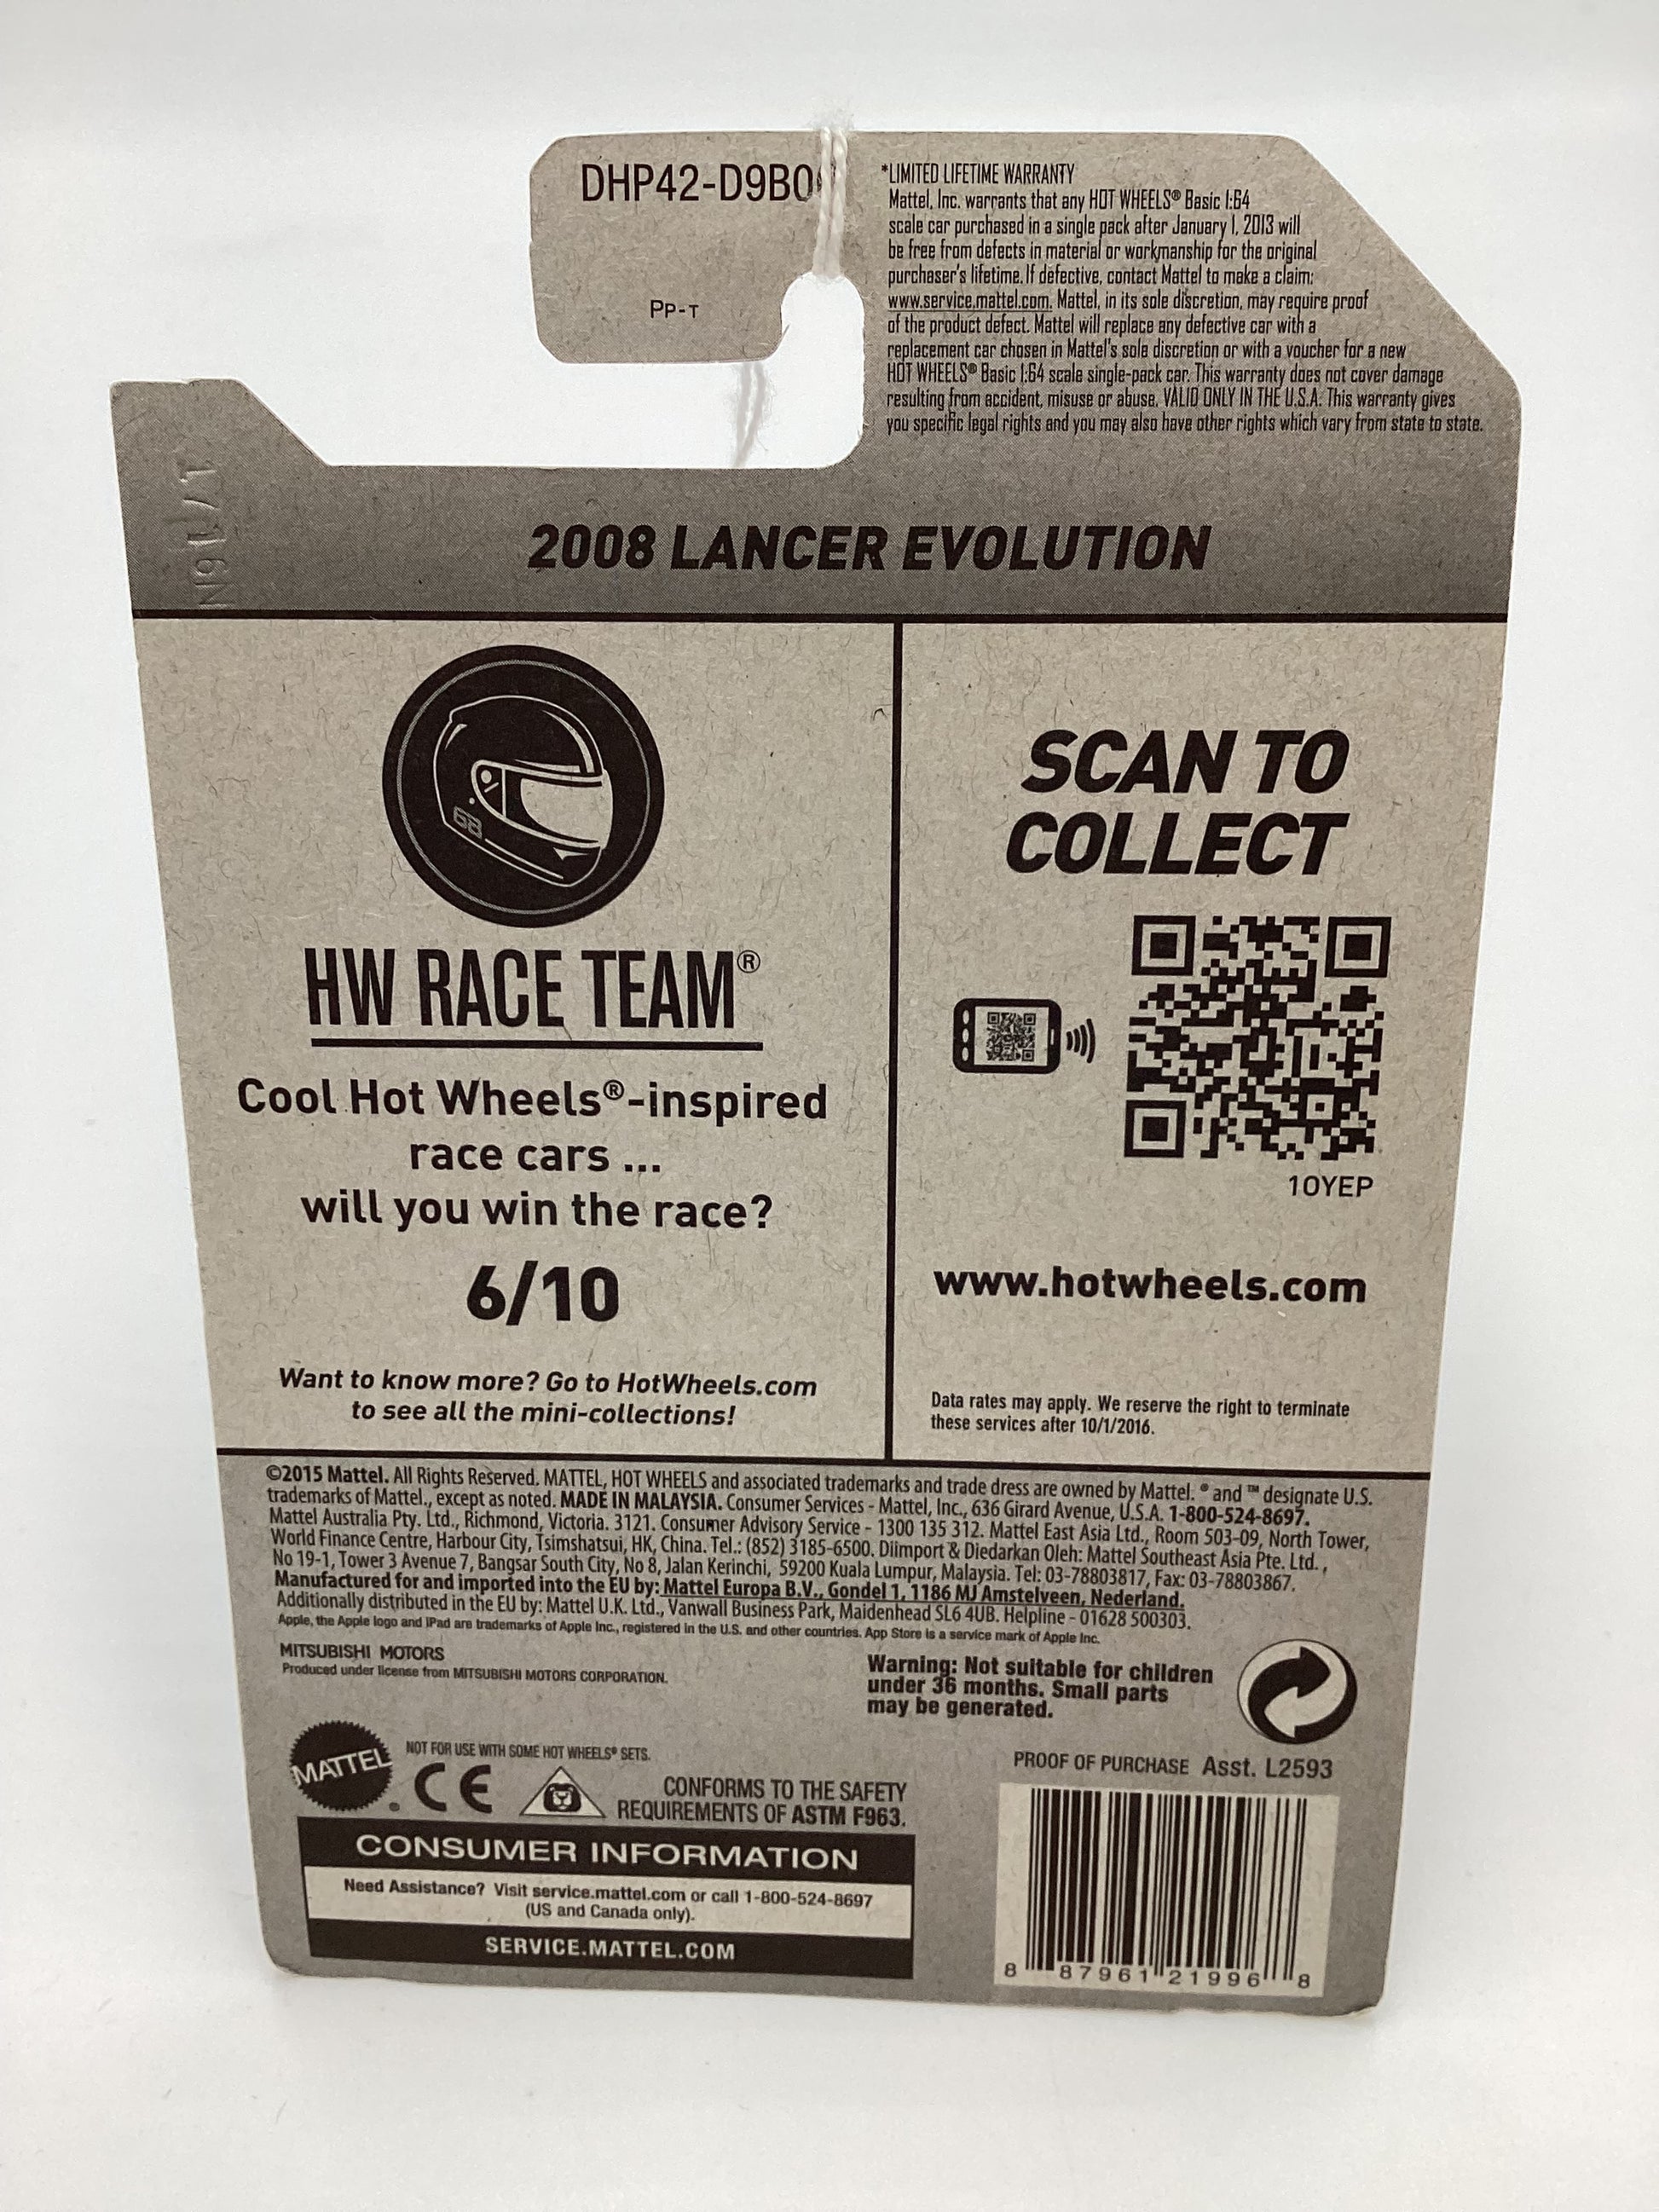 DHP42-D9B0
PP-T
*LIMITED LIFETIME WARRANTY
Mattel, Inc. warrants that any HOT WHEELS® Basic 1:64
scale car purchased in a single pack after January 1, 2013 will
be free from defects in material or workmanship for the original
purchaser's lifetime. If defective, contact Mattel to make a claim:
www.service.mattel.com. Mattel, in its sole discretion, may require proof
of the product defect. Mattel will replace any defective car with a
replacement car chosen in Mattel's sole discretion or with a voucher for a new
HOT WHEELS® Basic 1:64 scale single-pack car. This warranty does not cover damage
resulting from accident, misuse or abuse. VALID ONLY IN THE U.S.A. This warranty gives
you specific legal rights and you may also have other rights which vary from state to state.
2008 LANCER EVOLUTION
68
HW RACE TEAM®
Cool Hot Wheels®-inspired
race cars ...
will you win the race?
6/10
Want to know more? Go to HotWheels.com
to see all the mini-collections!
SCAN TO
COLLECT
10YEP
www.hotwheels.com
Data rates may apply. We reserve the right to terminate
these services after 10/1/2016.
©2015 Mattel. All Rights Reserved. MATTEL, HOT WHEELS and associated trademarks and trade dress are owned by Mattel. ® and ™ designate U.S.
trademarks of Mattel., except as noted. MADE IN MALAYSIA. Consumer Services - Mattel, Inc., 636 Girard Avenue, U.S.A. 1-800-524-8697.
Mattel Australia Pty. Ltd., Richmond, Victoria. 3121. Consumer Advisory Service - 1300 135 312. Mattel East Asia Ltd., Room 503-09, North Tower,
World Finance Centre, Harbour City, Tsimshatsui, HK, China. Tel.: (852) 3185-6500. Diimport & Diedarkan Oleh: Mattel Southeast Asia Pte. Ltd.,
No 19-1, Tower 3 Avenue 7, Bangsar South City, No 8, Jalan Kerinchi, 59200 Kuala Lumpur, Malaysia. Tel: 03-78803817, Fax: 03-78803867.
Manufactured for and imported into the EU by: Mattel Europa B.V., Gondel 1, 1186 MJ Amstelveen, Nederland.
Additionally distributed in the EU by: Mattel U.K. Ltd., Vanwall Business Park, Maidenhead SL6 4UB. Helpline - 01628 500303.
Apple, the Apple logo and iPad are trademarks of Apple Inc., registered in the U.S. and other countries. App Store is a service mark of Apple Inc.
MITSUBISHI MOTORS
Produced under license from MITSUBISHI MOTORS CORPORATION.
Warning: Not suitable for children
under 36 months. Small parts
may be generated.
MATTEL®
NOT FOR USE WITH SOME HOT WHEELS® SETS.
CE
CONFORMS TO THE SAFETY
REQUIREMENTS OF ASTM F963.
CONSUMER INFORMATION
Need Assistance? Visit service.mattel.com or call 1-800-524-8697
(US and Canada only).
SERVICE.MATTEL.COM
PROOF OF PURCHASE Asst. L2593
8 87961 21996 8